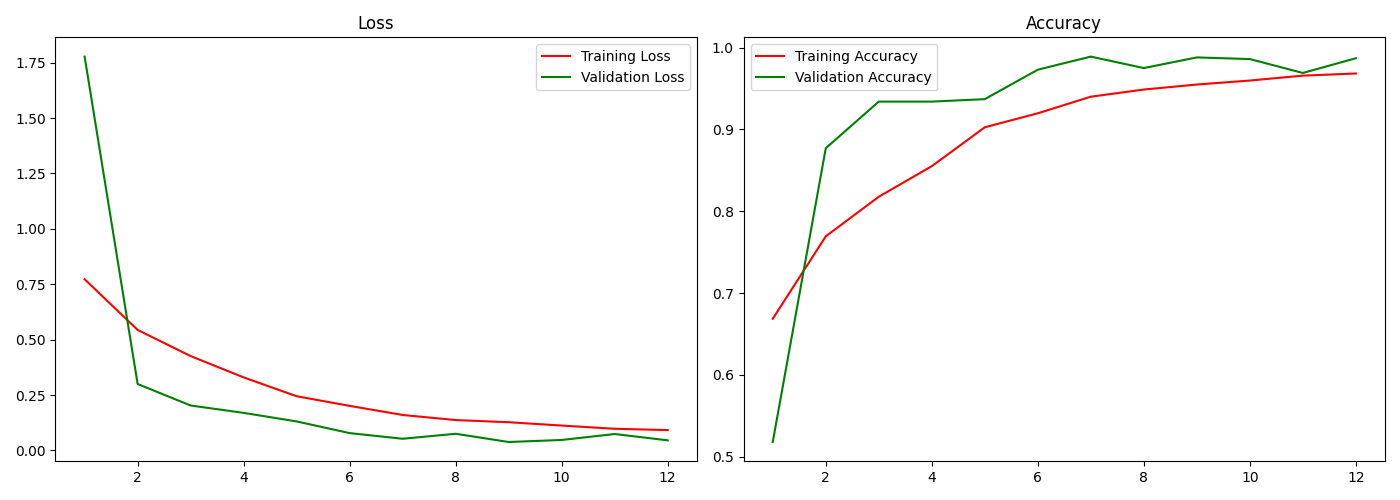 Loss
Training Loss
Validation Loss
1.75
1.50
1.25
1.00
0.75
0.50
0.25
0.00
2 4 6 8 10 12
Accuracy
Training Accuracy
Validation Accuracy
1.0
0.9
0.8
0.7
0.6
0.5
2 4 6 8 10 12